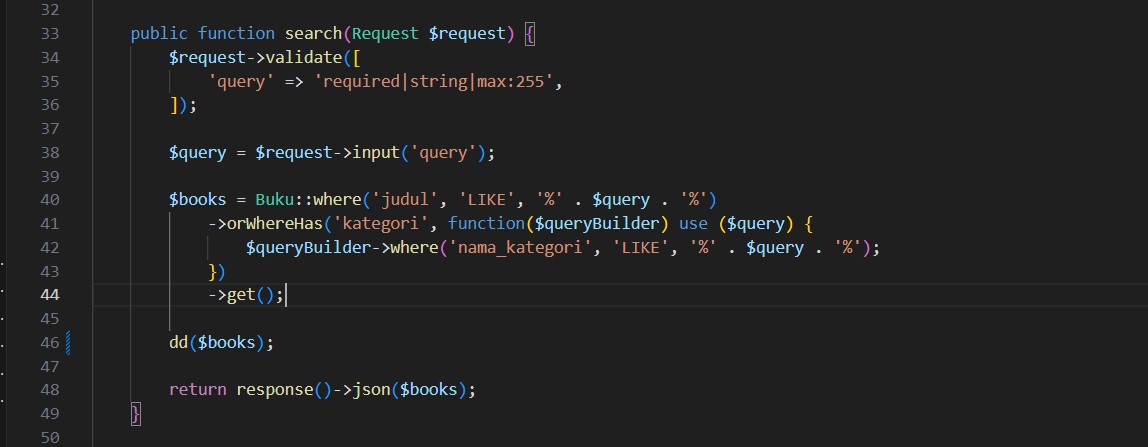 32
33 public function search(Request $request) {
34 $request->validate([
35 'query' => 'required|string|max:255',
36 ]);
37
38 $query = $request->input('query');
39
40 $books = Buku::where('judul', 'LIKE', '%' . $query . '%')
41 ->orWhereHas('kategori', function($queryBuilder) use ($query) {
42 $queryBuilder->where('nama_kategori', 'LIKE', '%' . $query . '%');
43 })
44 ->get();
45
46 dd($books);
47
48 return response()->json($books);
49 }
50